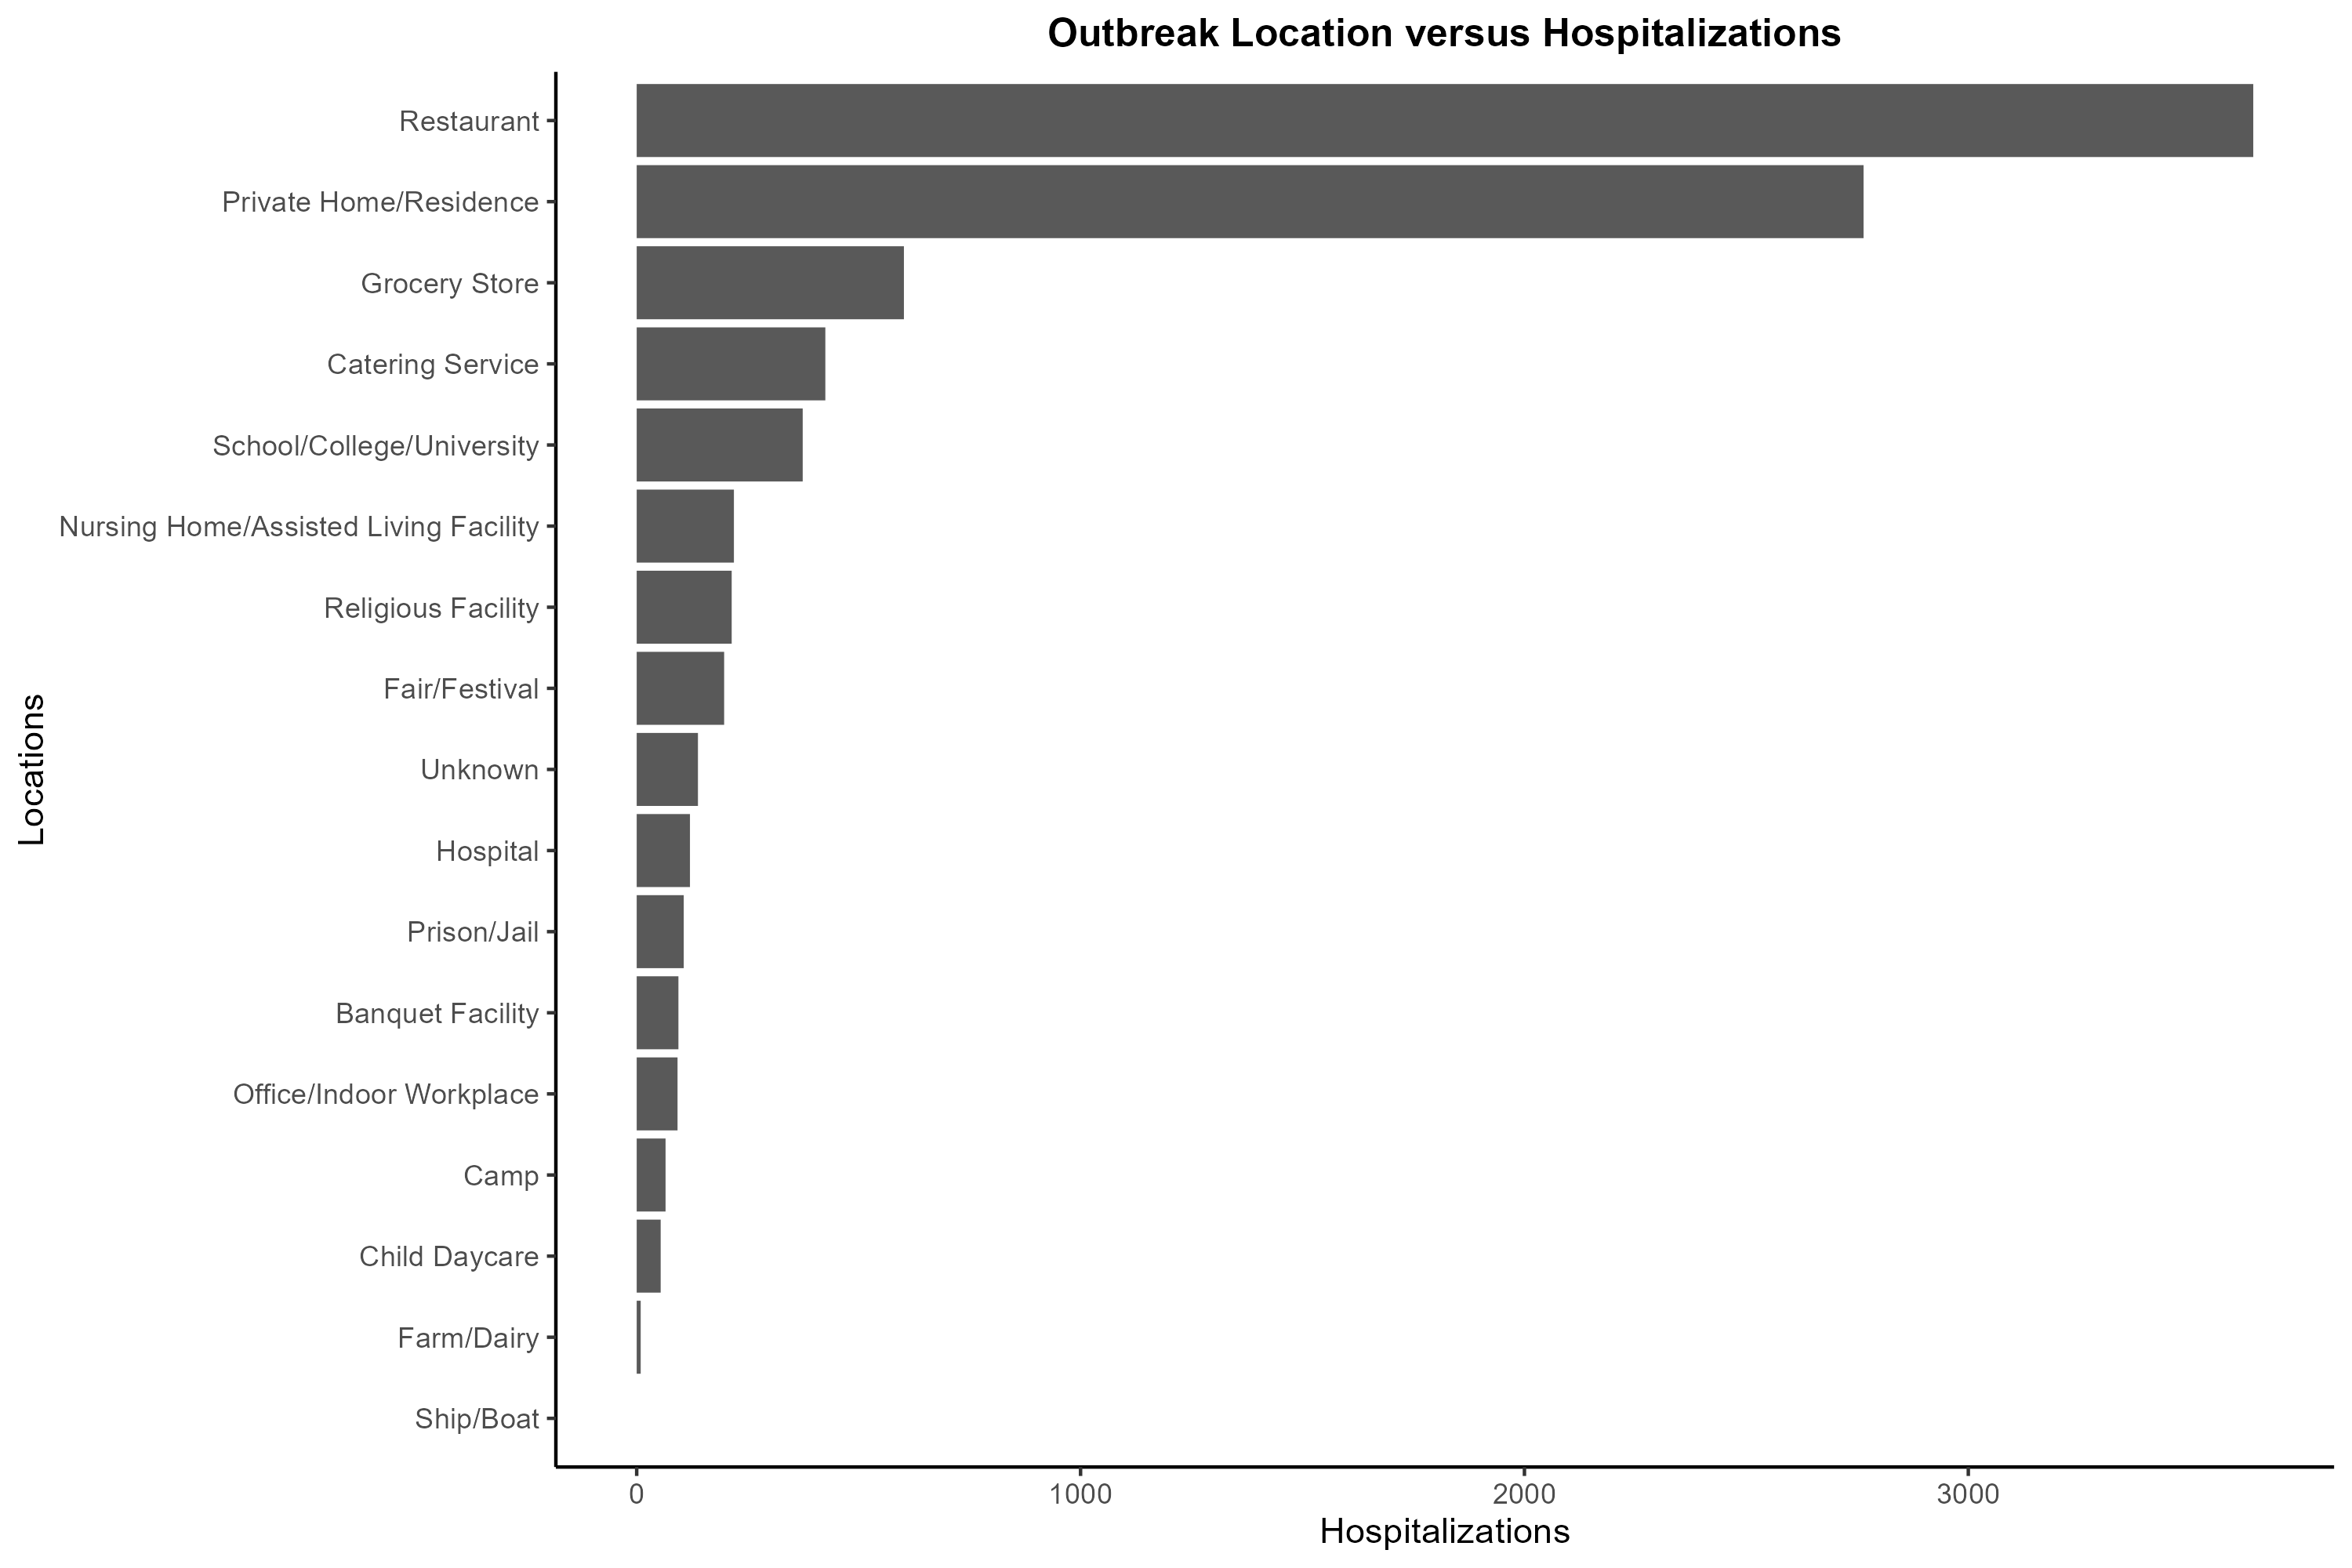 Outbreak Location versus Hospitalizations
Restaurant
Private Home/Residence
Grocery Store
Catering Service
School/College/University
Nursing Home/Assisted Living Facility
Religious Facility
Fair/Festival
Unknown
Hospital
Prison/Jail
Banquet Facility
Office/Indoor Workplace
Camp
Child Daycare
Farm/Dairy
Ship/Boat
Locations
0 1000 2000 3000
Hospitalizations